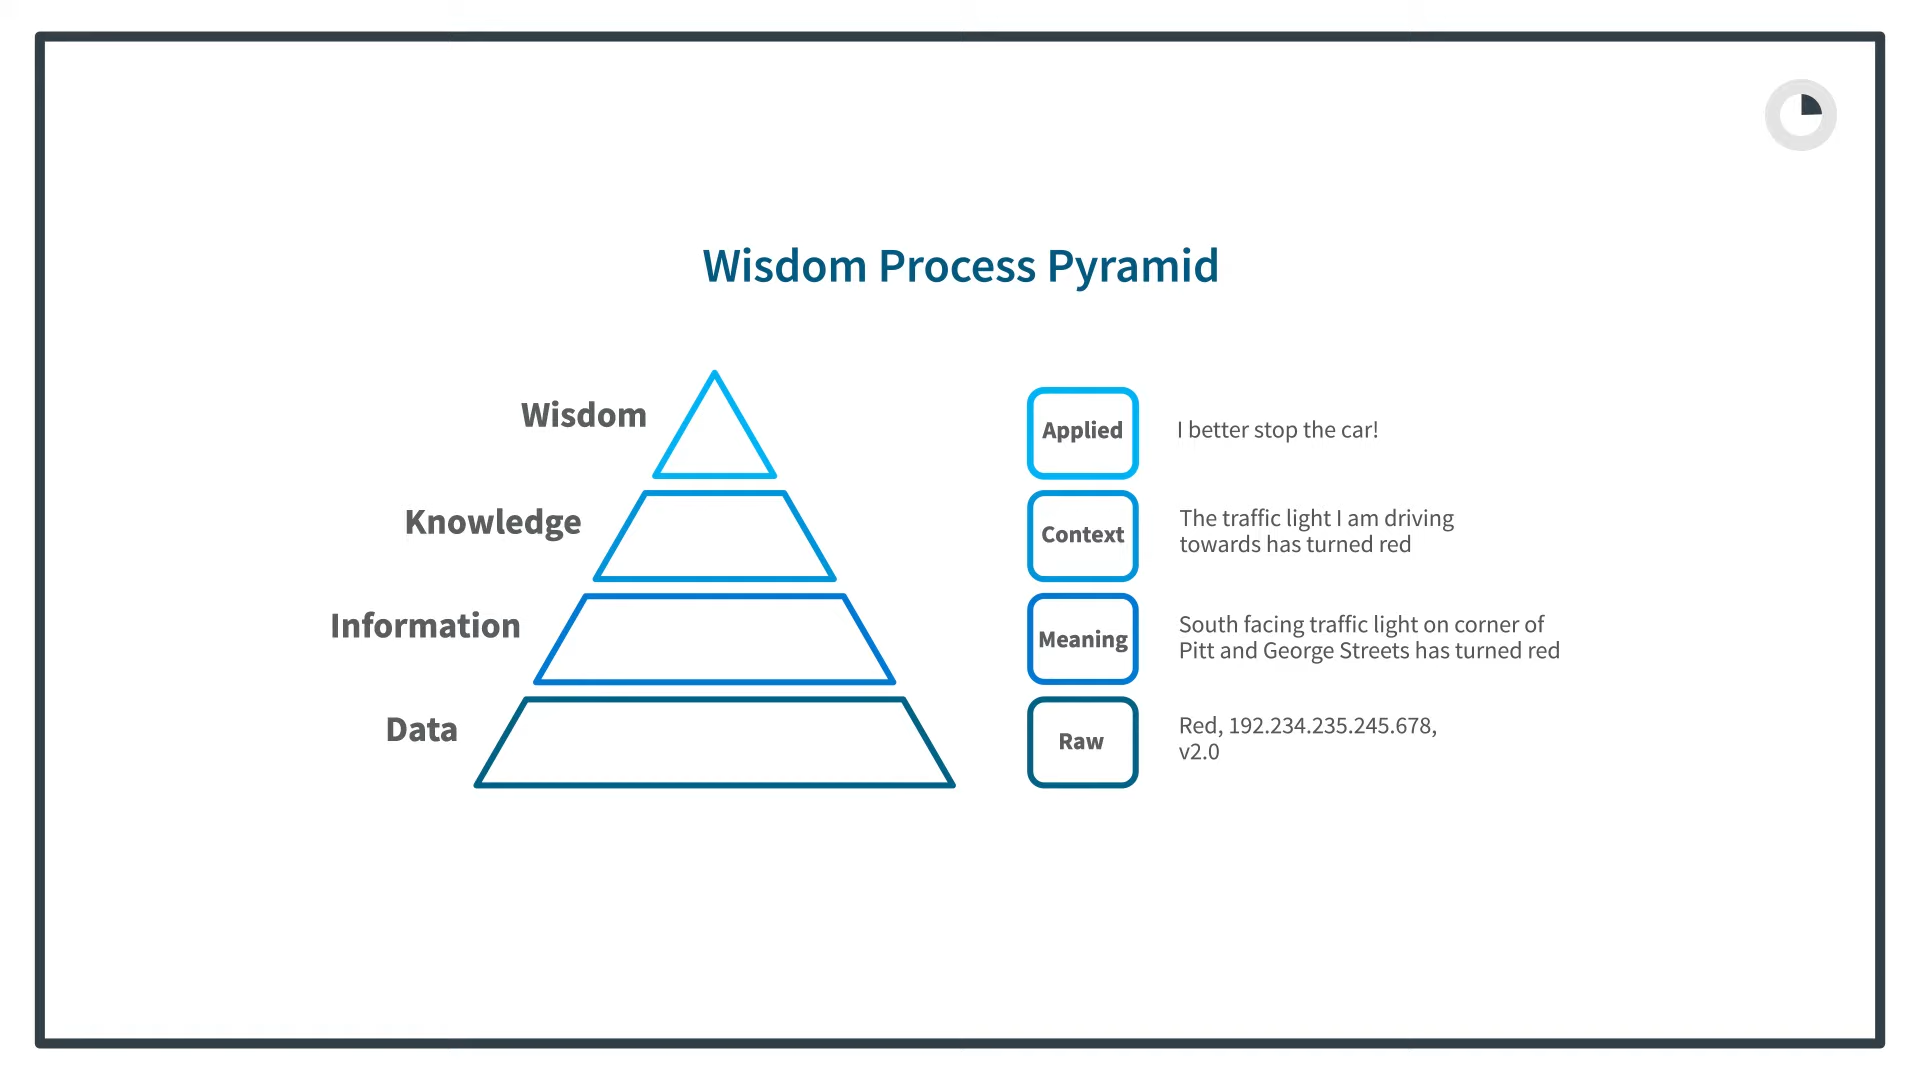 Wisdom Process Pyramid
Wisdom
Applied
I better stop the car!
Knowledge
Context
The traffic light I am driving
towards has turned red
Information
Meaning
South facing traffic light on corner of
Pitt and George Streets has turned red
Data
Raw
Red, 192.234.235.245.678,
v2.0